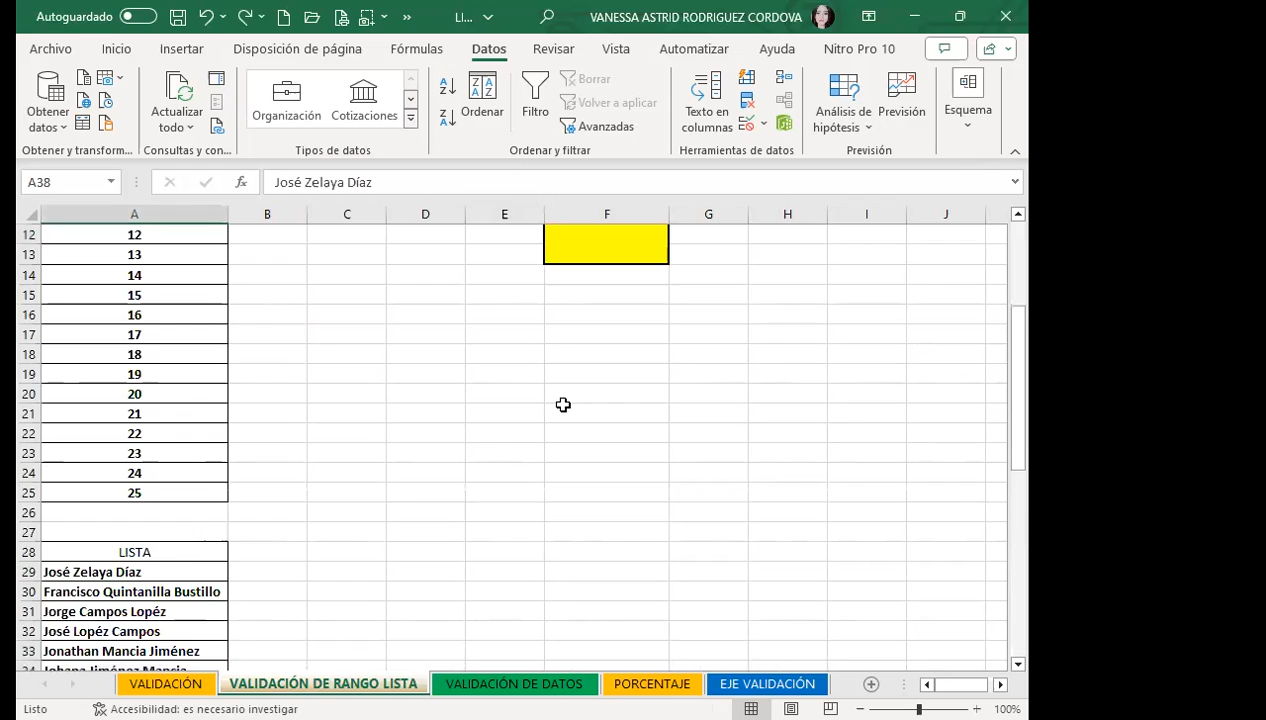 Autoguardado LI... VANESSA ASTRID RODRIGUEZ CORDOVA
Archivo Inicio Insertar Disposición de página Fórmulas Datos Revisar Vista Automatizar Ayuda Nitro Pro 10
Obtener datos
Actualizar todo
Organización
Cotizaciones
Ordenar
Filtro
Borrar
Volver a aplicar
Avanzadas
Texto en columnas
Análisis de hipótesis
Previsión
Esquema
Obtener y transform... Consultas y con... Tipos de datos Ordenar y filtrar Herramientas de datos Previsión
A38 fx José Zelaya Díaz
A B C D E F G H I J
12 12
13 13
14 14
15 15
16 16
17 17
18 18
19 19
20 20
21 21
22 22
23 23
24 24
25 25
26
27
28 LISTA
29 José Zelaya Díaz
30 Francisco Quintanilla Bustillo
31 Jorge Campos Lopéz
32 José Lopéz Campos
33 Jonathan Mancia Jiménez
34 Johana Jiménez Mancia
VALIDACIÓN VALIDACIÓN DE RANGO LISTA VALIDACIÓN DE DATOS PORCENTAJE EJE VALIDACIÓN
Listo Accesibilidad: es necesario investigar 100%